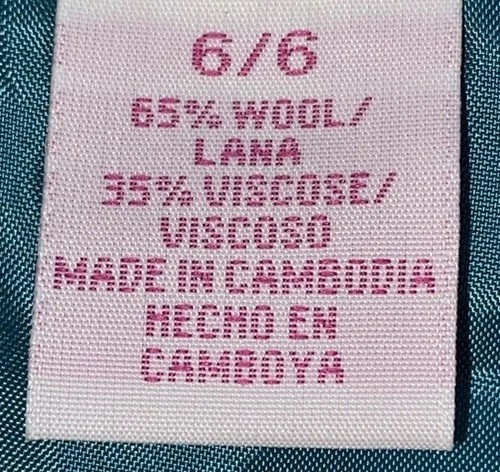 6/6
65% WOOL/
LANA
35% VISCOSE/
VISCOSO
MADE IN CAMBODIA
HECHO EN
CAMBOYA